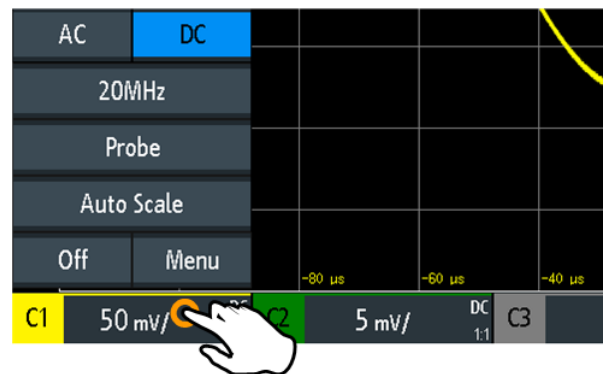 AC DC
20MHz
Probe
Auto Scale
Off Menu
-80 µs -60 µs -40 µs
C1 50 mV/ DC C2 5 mV/ DC 1:1 C3